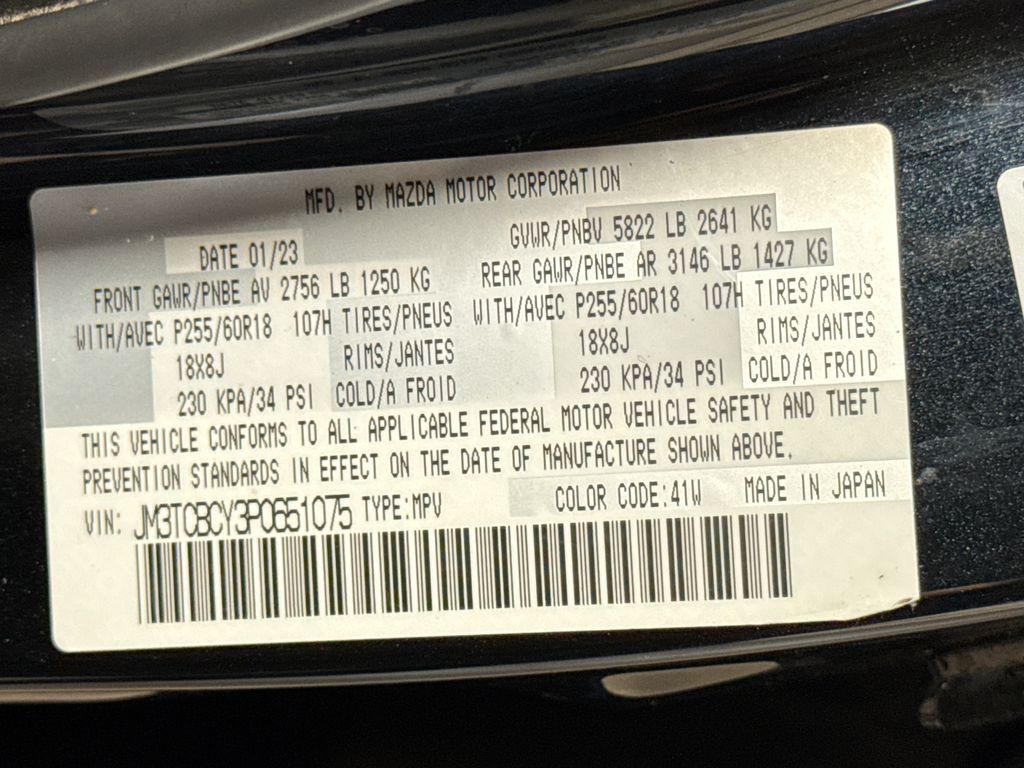 MFD. BY MAZDA MOTOR CORPORATION
DATE 01/23 GVWR/PNBV 5822 LB 2641 KG
FRONT GAWR/PNBE AV 2756 LB 1250 KG REAR GAWR/PNBE AR 3146 LB 1427 KG
WITH/AVEC P255/60R18 107H TIRES/PNEUS WITH/AVEC P255/60R18 107H TIRES/PNEUS
18X8J RIMS/JANTES 18X8J RIMS/JANTES
230 KPA/34 PSI COLD/A FROID 230 KPA/34 PSI COLD/A FROID
THIS VEHICLE CONFORMS TO ALL APPLICABLE FEDERAL MOTOR VEHICLE SAFETY AND THEFT
PREVENTION STANDARDS IN EFFECT ON THE DATE OF MANUFACTURE SHOWN ABOVE.
VIN: JM3TCBCY3P0651075 TYPE:MPV COLOR CODE:41W MADE IN JAPAN